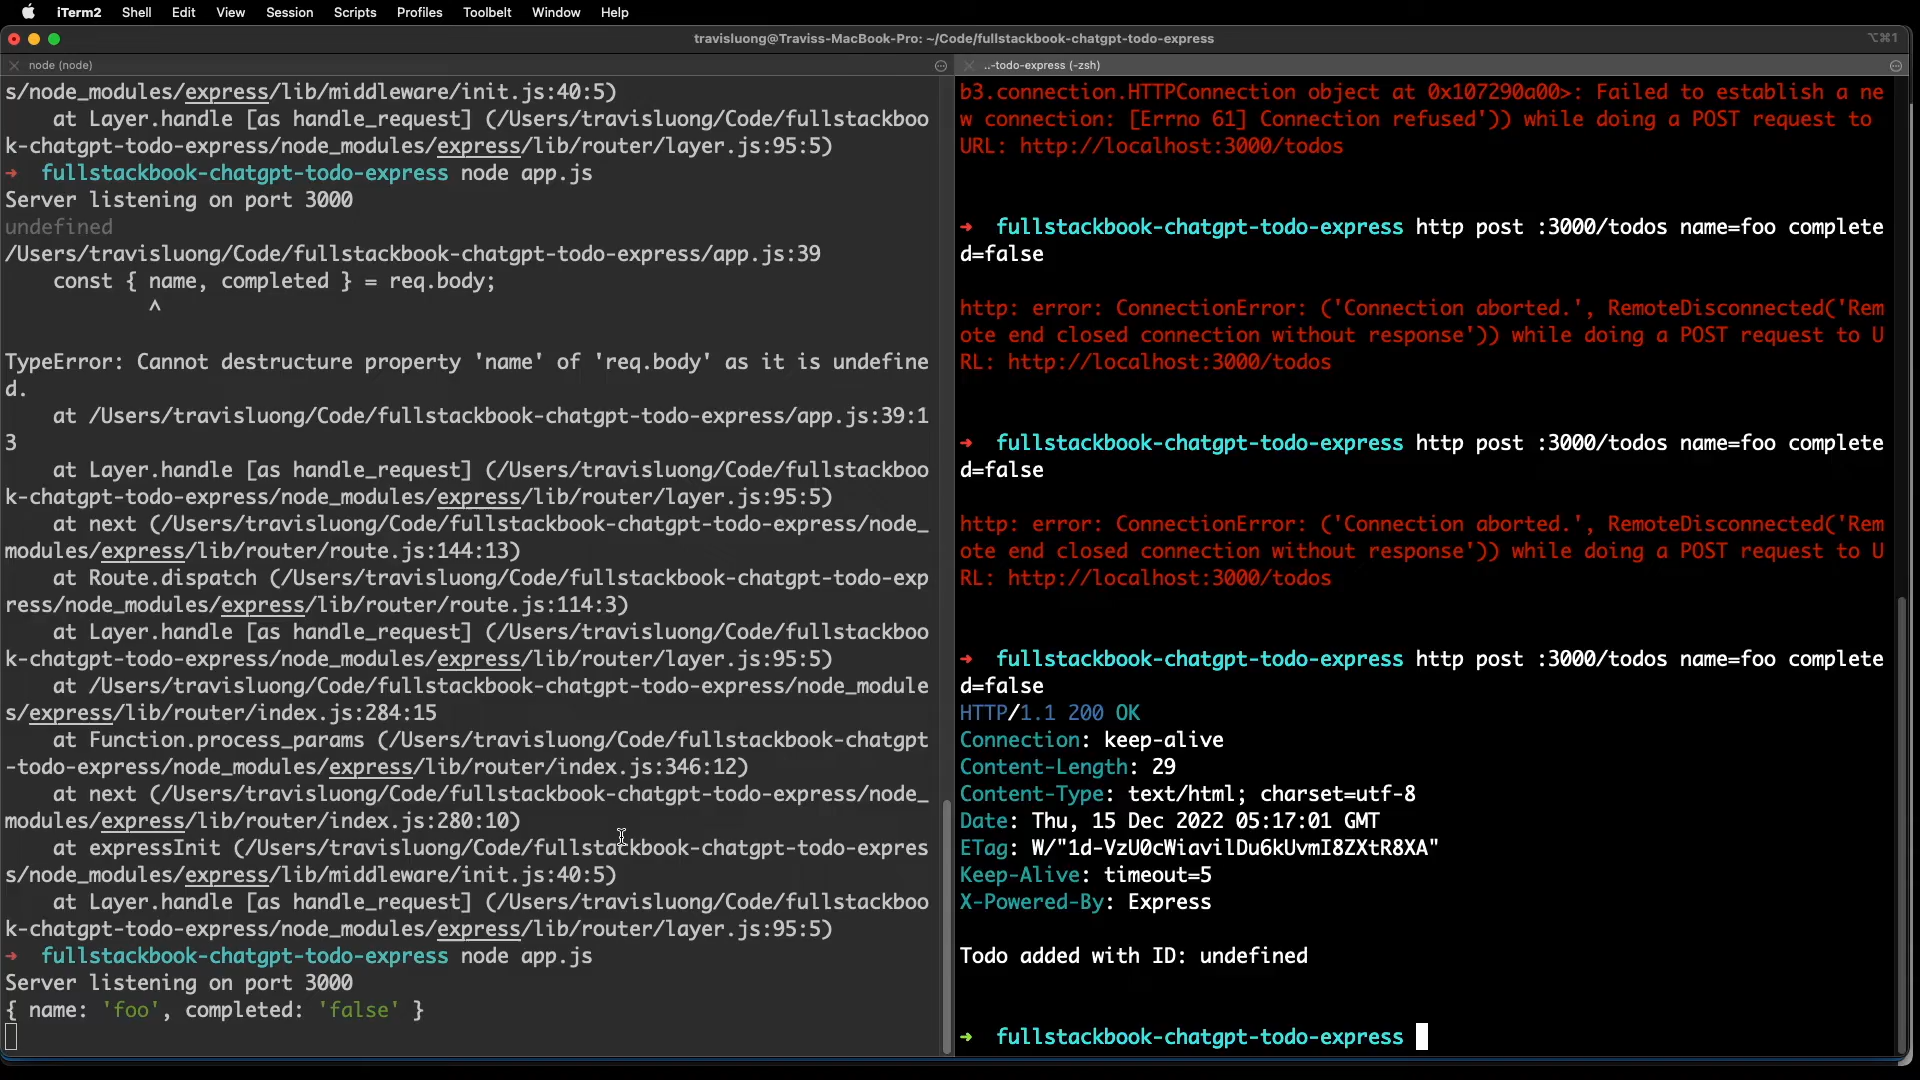 iTerm2 Shell Edit View Session Scripts Profiles Toolbelt Window Help
travisluong@Traviss-MacBook-Pro: ~/Code/fullstackbook-chatgpt-todo-express
⌥⌘1
node (node)
s/node_modules/express/lib/middleware/init.js:40:5)
    at Layer.handle [as handle_request] (/Users/travisluong/Code/fullstackboo
k-chatgpt-todo-express/node_modules/express/lib/router/layer.js:95:5)
➜  fullstackbook-chatgpt-todo-express node app.js
Server listening on port 3000
undefined
/Users/travisluong/Code/fullstackbook-chatgpt-todo-express/app.js:39
    const { name, completed } = req.body;
            ^
TypeError: Cannot destructure property 'name' of 'req.body' as it is undefine
d.
    at /Users/travisluong/Code/fullstackbook-chatgpt-todo-express/app.js:39:1
3
    at Layer.handle [as handle_request] (/Users/travisluong/Code/fullstackboo
k-chatgpt-todo-express/node_modules/express/lib/router/layer.js:95:5)
    at next (/Users/travisluong/Code/fullstackbook-chatgpt-todo-express/node_
modules/express/lib/router/route.js:144:13)
    at Route.dispatch (/Users/travisluong/Code/fullstackbook-chatgpt-todo-exp
ress/node_modules/express/lib/router/route.js:114:3)
    at Layer.handle [as handle_request] (/Users/travisluong/Code/fullstackboo
k-chatgpt-todo-express/node_modules/express/lib/router/layer.js:95:5)
    at /Users/travisluong/Code/fullstackbook-chatgpt-todo-express/node_module
s/express/lib/router/index.js:284:15
    at Function.process_params (/Users/travisluong/Code/fullstackbook-chatgpt
-todo-express/node_modules/express/lib/router/index.js:346:12)
    at next (/Users/travisluong/Code/fullstackbook-chatgpt-todo-express/node_
modules/express/lib/router/index.js:280:10)
    at expressInit (/Users/travisluong/Code/fullstackbook-chatgpt-todo-expres
s/node_modules/express/lib/middleware/init.js:40:5)
    at Layer.handle [as handle_request] (/Users/travisluong/Code/fullstackboo
k-chatgpt-todo-express/node_modules/express/lib/router/layer.js:95:5)
➜  fullstackbook-chatgpt-todo-express node app.js
Server listening on port 3000
{ name: 'foo', completed: 'false' }
..-todo-express (-zsh)
b3.connection.HTTPConnection object at 0x107290a00>: Failed to establish a ne
w connection: [Errno 61] Connection refused')) while doing a POST request to
URL: http://localhost:3000/todos
➜  fullstackbook-chatgpt-todo-express http post :3000/todos name=foo complete
d=false
http: error: ConnectionError: ('Connection aborted.', RemoteDisconnected('Rem
ote end closed connection without response')) while doing a POST request to U
RL: http://localhost:3000/todos
➜  fullstackbook-chatgpt-todo-express http post :3000/todos name=foo complete
d=false
http: error: ConnectionError: ('Connection aborted.', RemoteDisconnected('Rem
ote end closed connection without response')) while doing a POST request to U
RL: http://localhost:3000/todos
➜  fullstackbook-chatgpt-todo-express http post :3000/todos name=foo complete
d=false
HTTP/1.1 200 OK
Connection: keep-alive
Content-Length: 29
Content-Type: text/html; charset=utf-8
Date: Thu, 15 Dec 2022 05:17:01 GMT
ETag: W/"1d-VzU0cWiavilDu6kUvmI8ZXtR8XA"
Keep-Alive: timeout=5
X-Powered-By: Express
Todo added with ID: undefined
➜  fullstackbook-chatgpt-todo-express